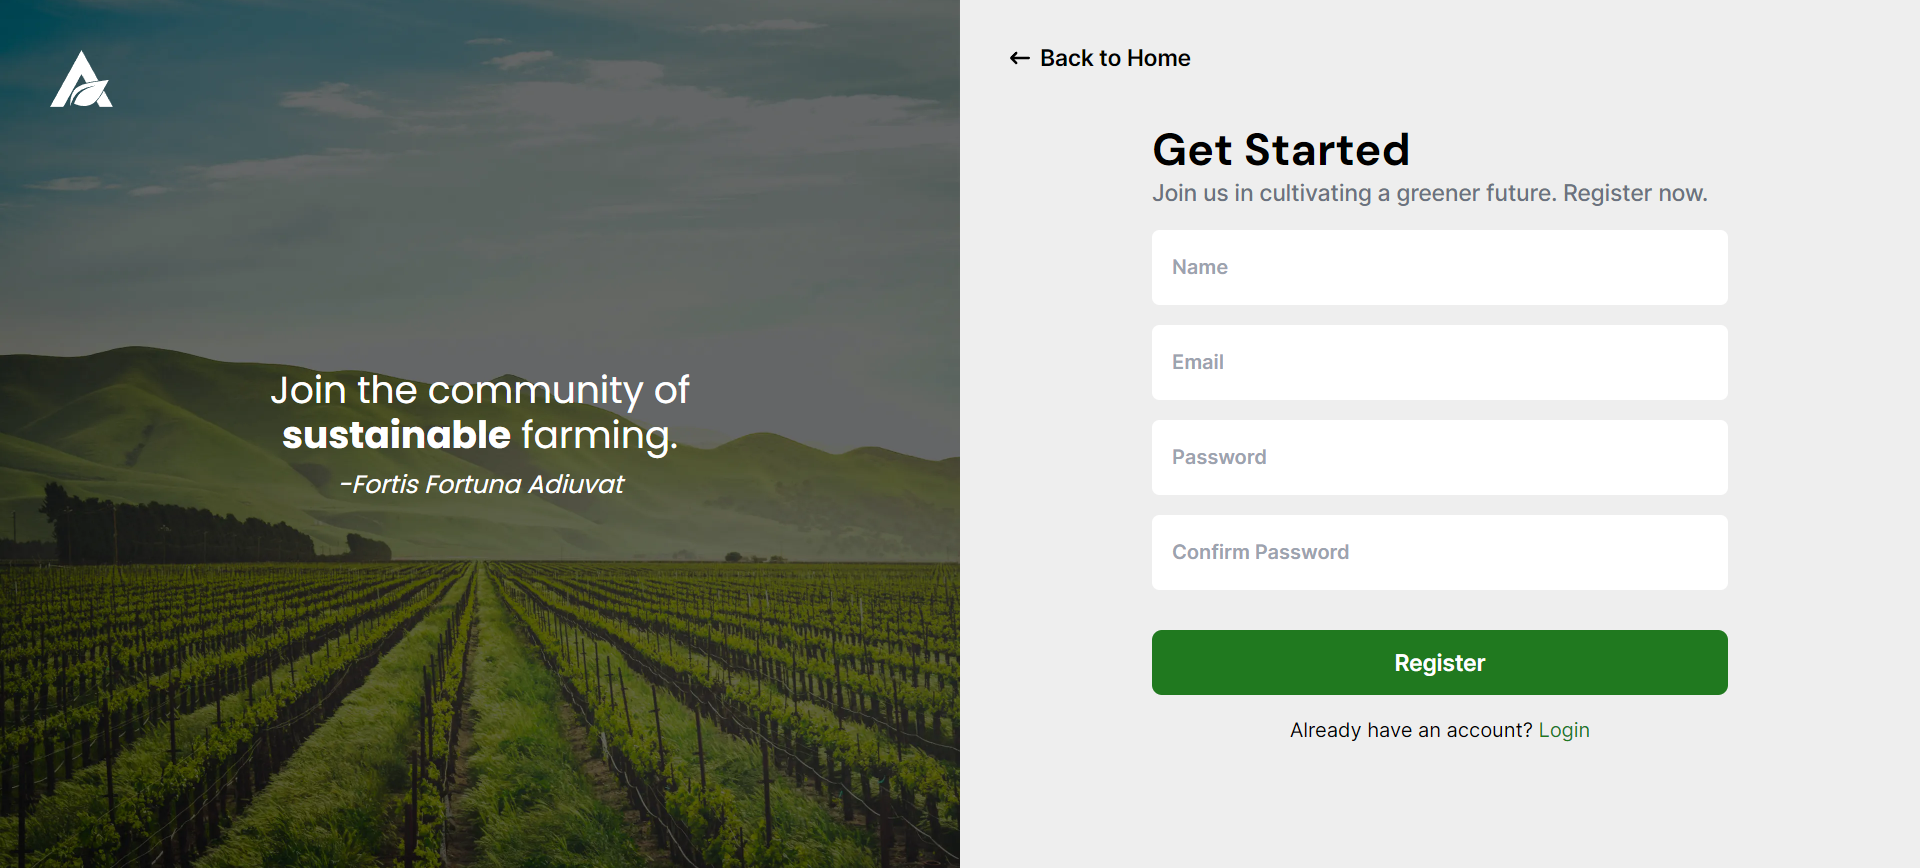 Join the community of
sustainable farming.
-Fortis Fortuna Adiuvat
← Back to Home
Get Started
Join us in cultivating a greener future. Register now.
Name
Email
Password
Confirm Password
Register
Already have an account? Login